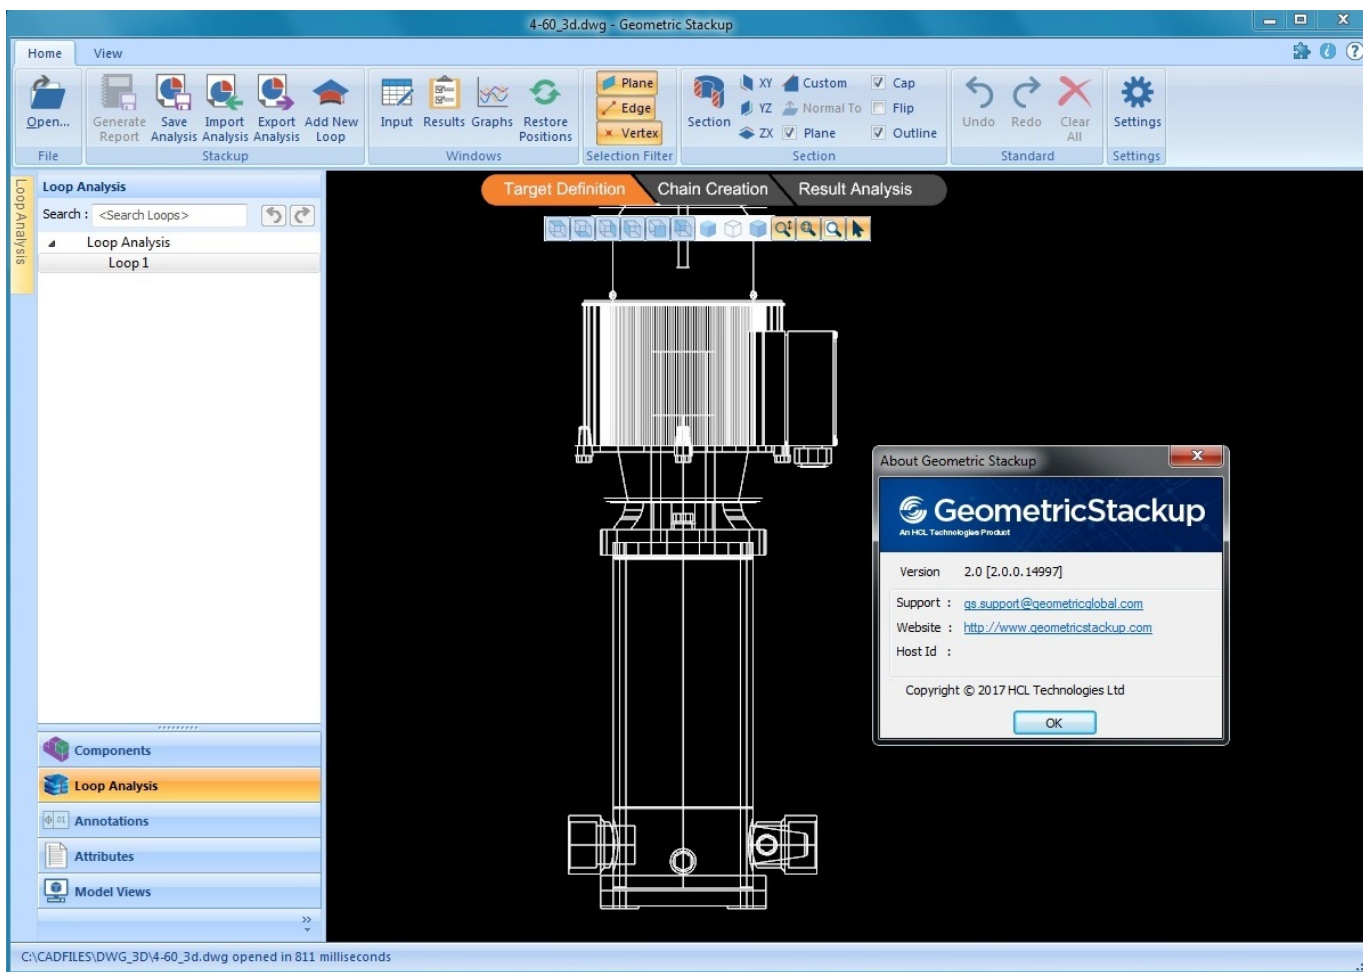 4-60_3d.dwg - Geometric Stackup
Home View
Open...
Generate Report
Save Analysis
Import Analysis
Export Analysis
Add New Loop
Input
Results
Graphs
Restore Positions
Plane
Edge
Vertex
Section
XY
YZ
ZX
Custom
Normal To
Plane
Cap
Flip
Outline
Undo
Redo
Clear All
Settings
File Stackup Windows Selection Filter Section Standard Settings
Loop Analysis
Loop Analysis
Search : <Search Loops>
Loop Analysis
Loop 1
Target Definition Chain Creation Result Analysis
About Geometric Stackup
GeometricStackup
An HCL Technologies Product
Version 2.0 [2.0.0.14997]
Support : gs.support@geometricglobal.com
Website : http://www.geometricstackup.com
Host Id :
Copyright © 2017 HCL Technologies Ltd
OK
Components
Loop Analysis
Annotations
Attributes
Model Views
C:\CADFILES\DWG_3D\4-60_3d.dwg opened in 811 milliseconds